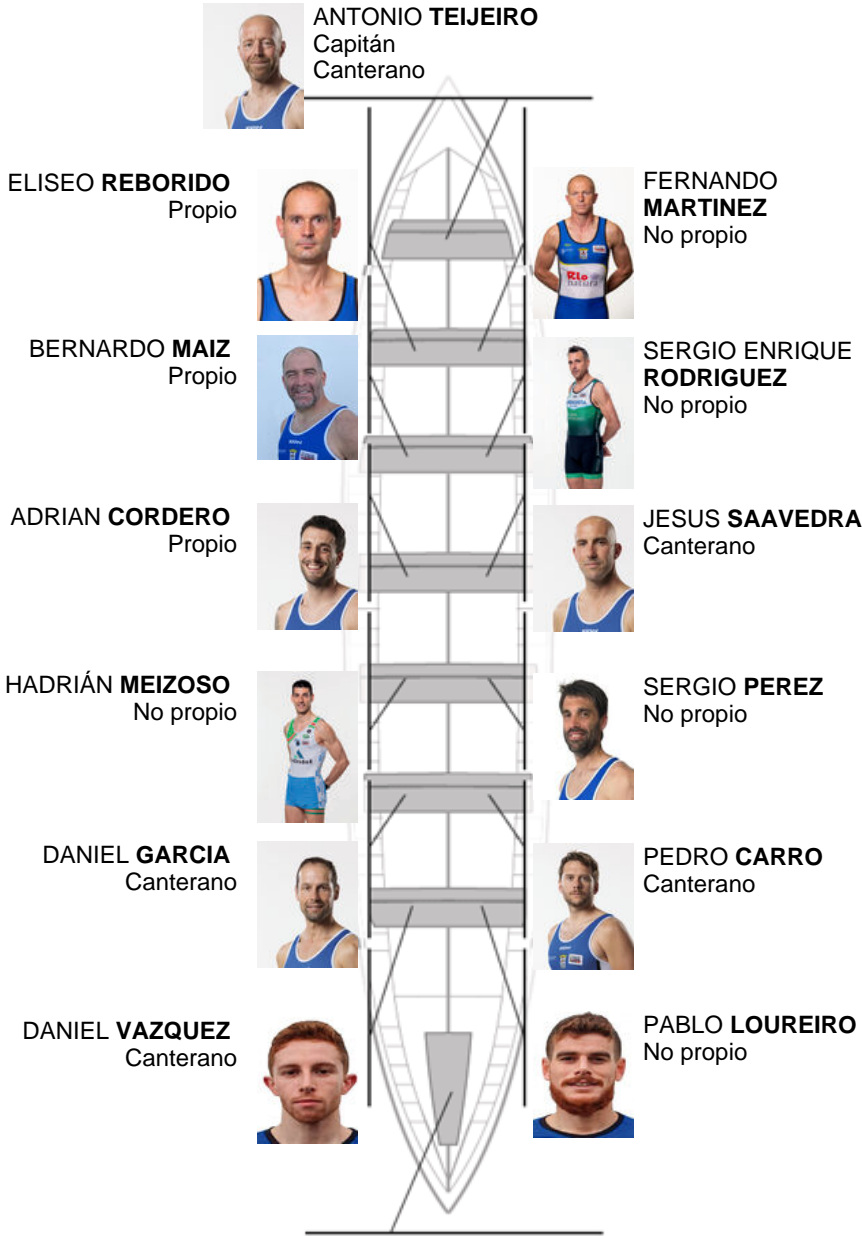 ANTONIO TEIJEIRO
Capitán
Canterano
ELISEO REBORIDO
Propio
FERNANDO
MARTINEZ
No propio
BERNARDO MAIZ
Propio
SERGIO ENRIQUE
RODRIGUEZ
No propio
ADRIAN CORDERO
Propio
JESUS SAAVEDRA
Canterano
HADRIÁN MEIZOSO
No propio
SERGIO PEREZ
No propio
DANIEL GARCIA
Canterano
PEDRO CARRO
Canterano
DANIEL VAZQUEZ
Canterano
PABLO LOUREIRO
No propio